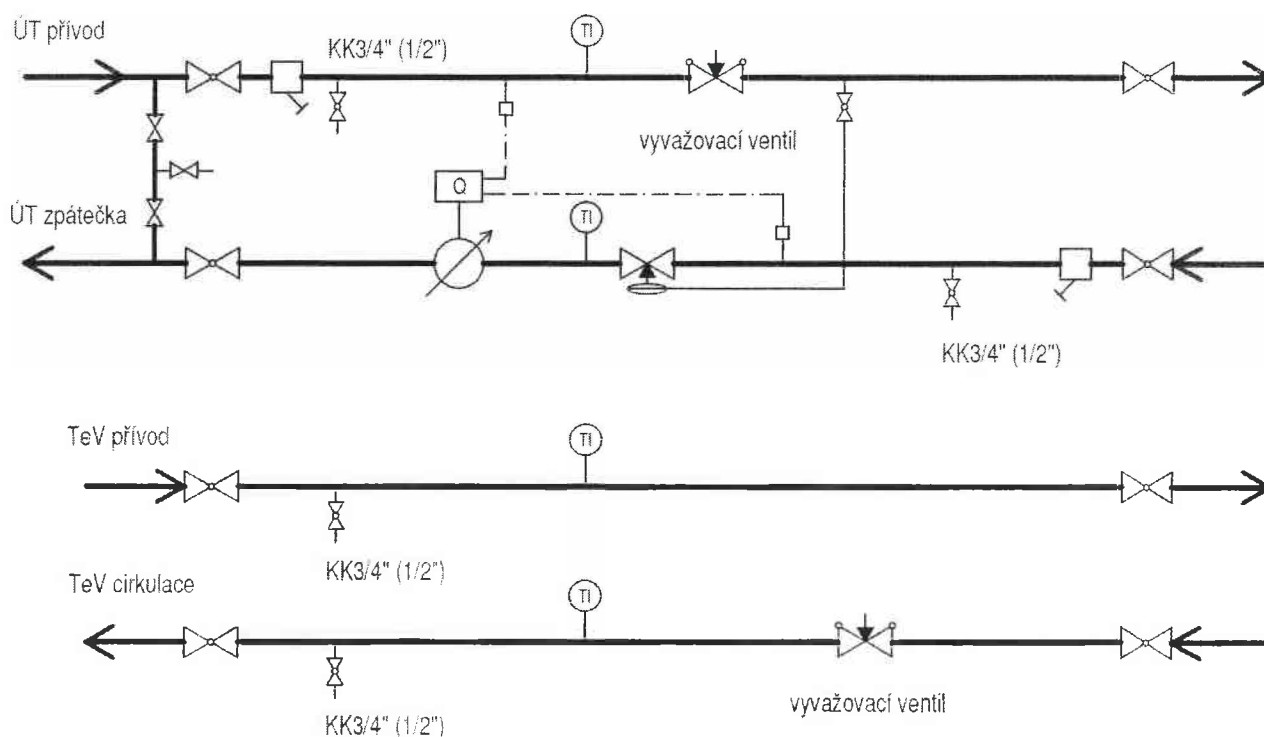 ÚT přívod
KK3/4" (1/2")
TI
vyvažovací ventil
Q
ÚT zpátečka
TI
KK3/4" (1/2")
TeV přívod
TI
KK3/4" (1/2")
TeV cirkulace
TI
KK3/4" (1/2")
vyvažovací ventil